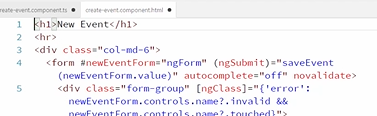 create-event.component.ts create-event.component.html
1 <h1>New Event</h1>
2 <hr>
3 <div class="col-md-6">
4 <form #newEventForm="ngForm" (ngSubmit)="saveEvent
(newEventForm.value)" autocomplete="off" novalidate>
5 <div class="form-group" [ngClass]="{'error':
newEventForm.controls.name?.invalid &&
newEventForm.controls.name?.touched}">